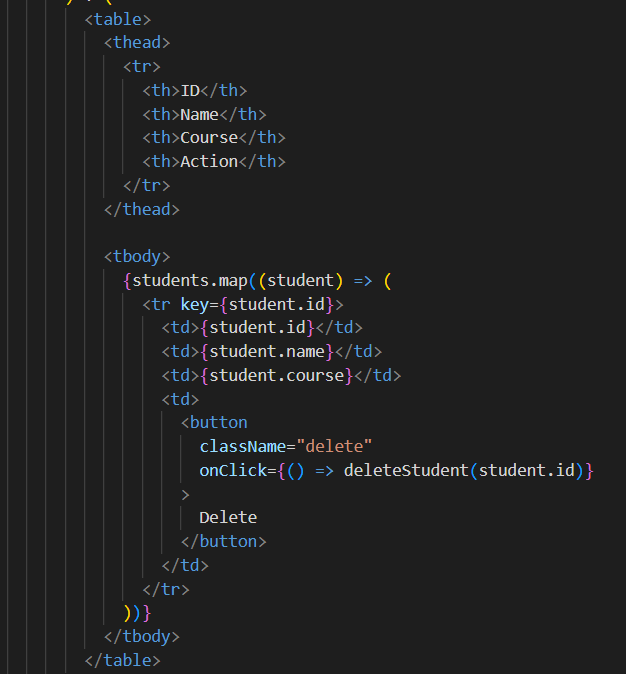 ) : (
<table>
<thead>
<tr>
<th>ID</th>
<th>Name</th>
<th>Course</th>
<th>Action</th>
</tr>
</thead>
<tbody>
{students.map((student) => (
<tr key={student.id}>
<td>{student.id}</td>
<td>{student.name}</td>
<td>{student.course}</td>
<td>
<button
className="delete"
onClick={() => deleteStudent(student.id)}
>
Delete
</button>
</td>
</tr>
))}
</tbody>
</table>